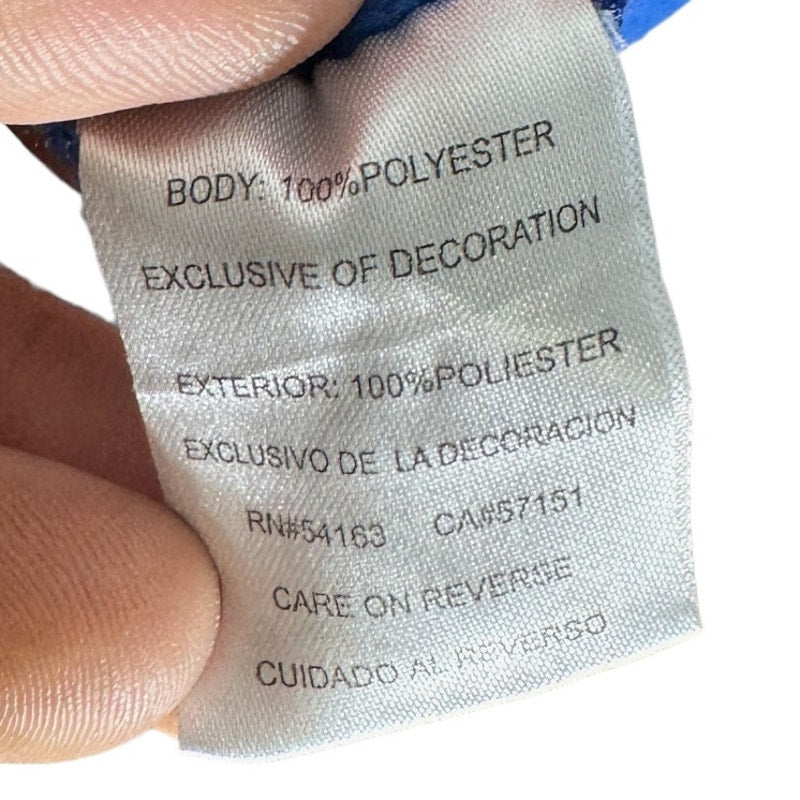 BODY: 100%POLYESTER
EXCLUSIVE OF DECORATION
EXTERIOR: 100%POLIESTER
EXCLUSIVO DE LA DECORACION
RN#54163 CA#57151
CARE ON REVERSE
CUIDADO AL REVERSO